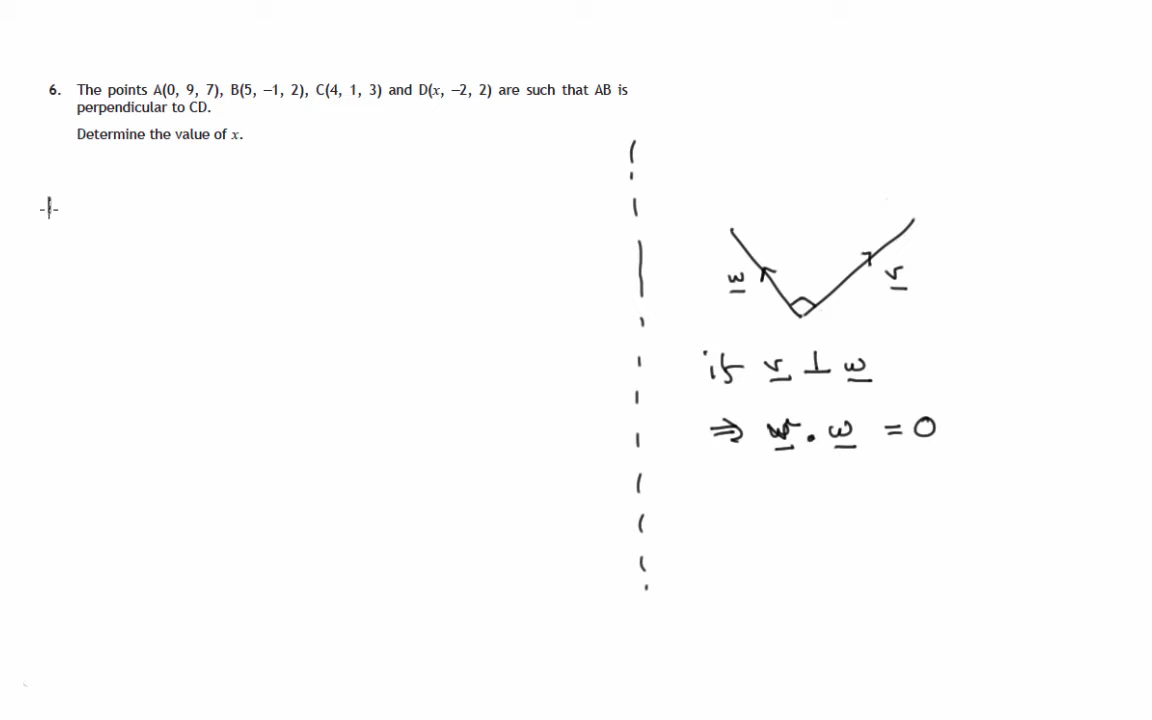 6. The points A(0, 9, 7), B(5, −1, 2), C(4, 1, 3) and D(x, −2, 2) are such that AB is
perpendicular to CD.
Determine the value of x.
w v
if v ⊥ w
⇒ v . w = 0